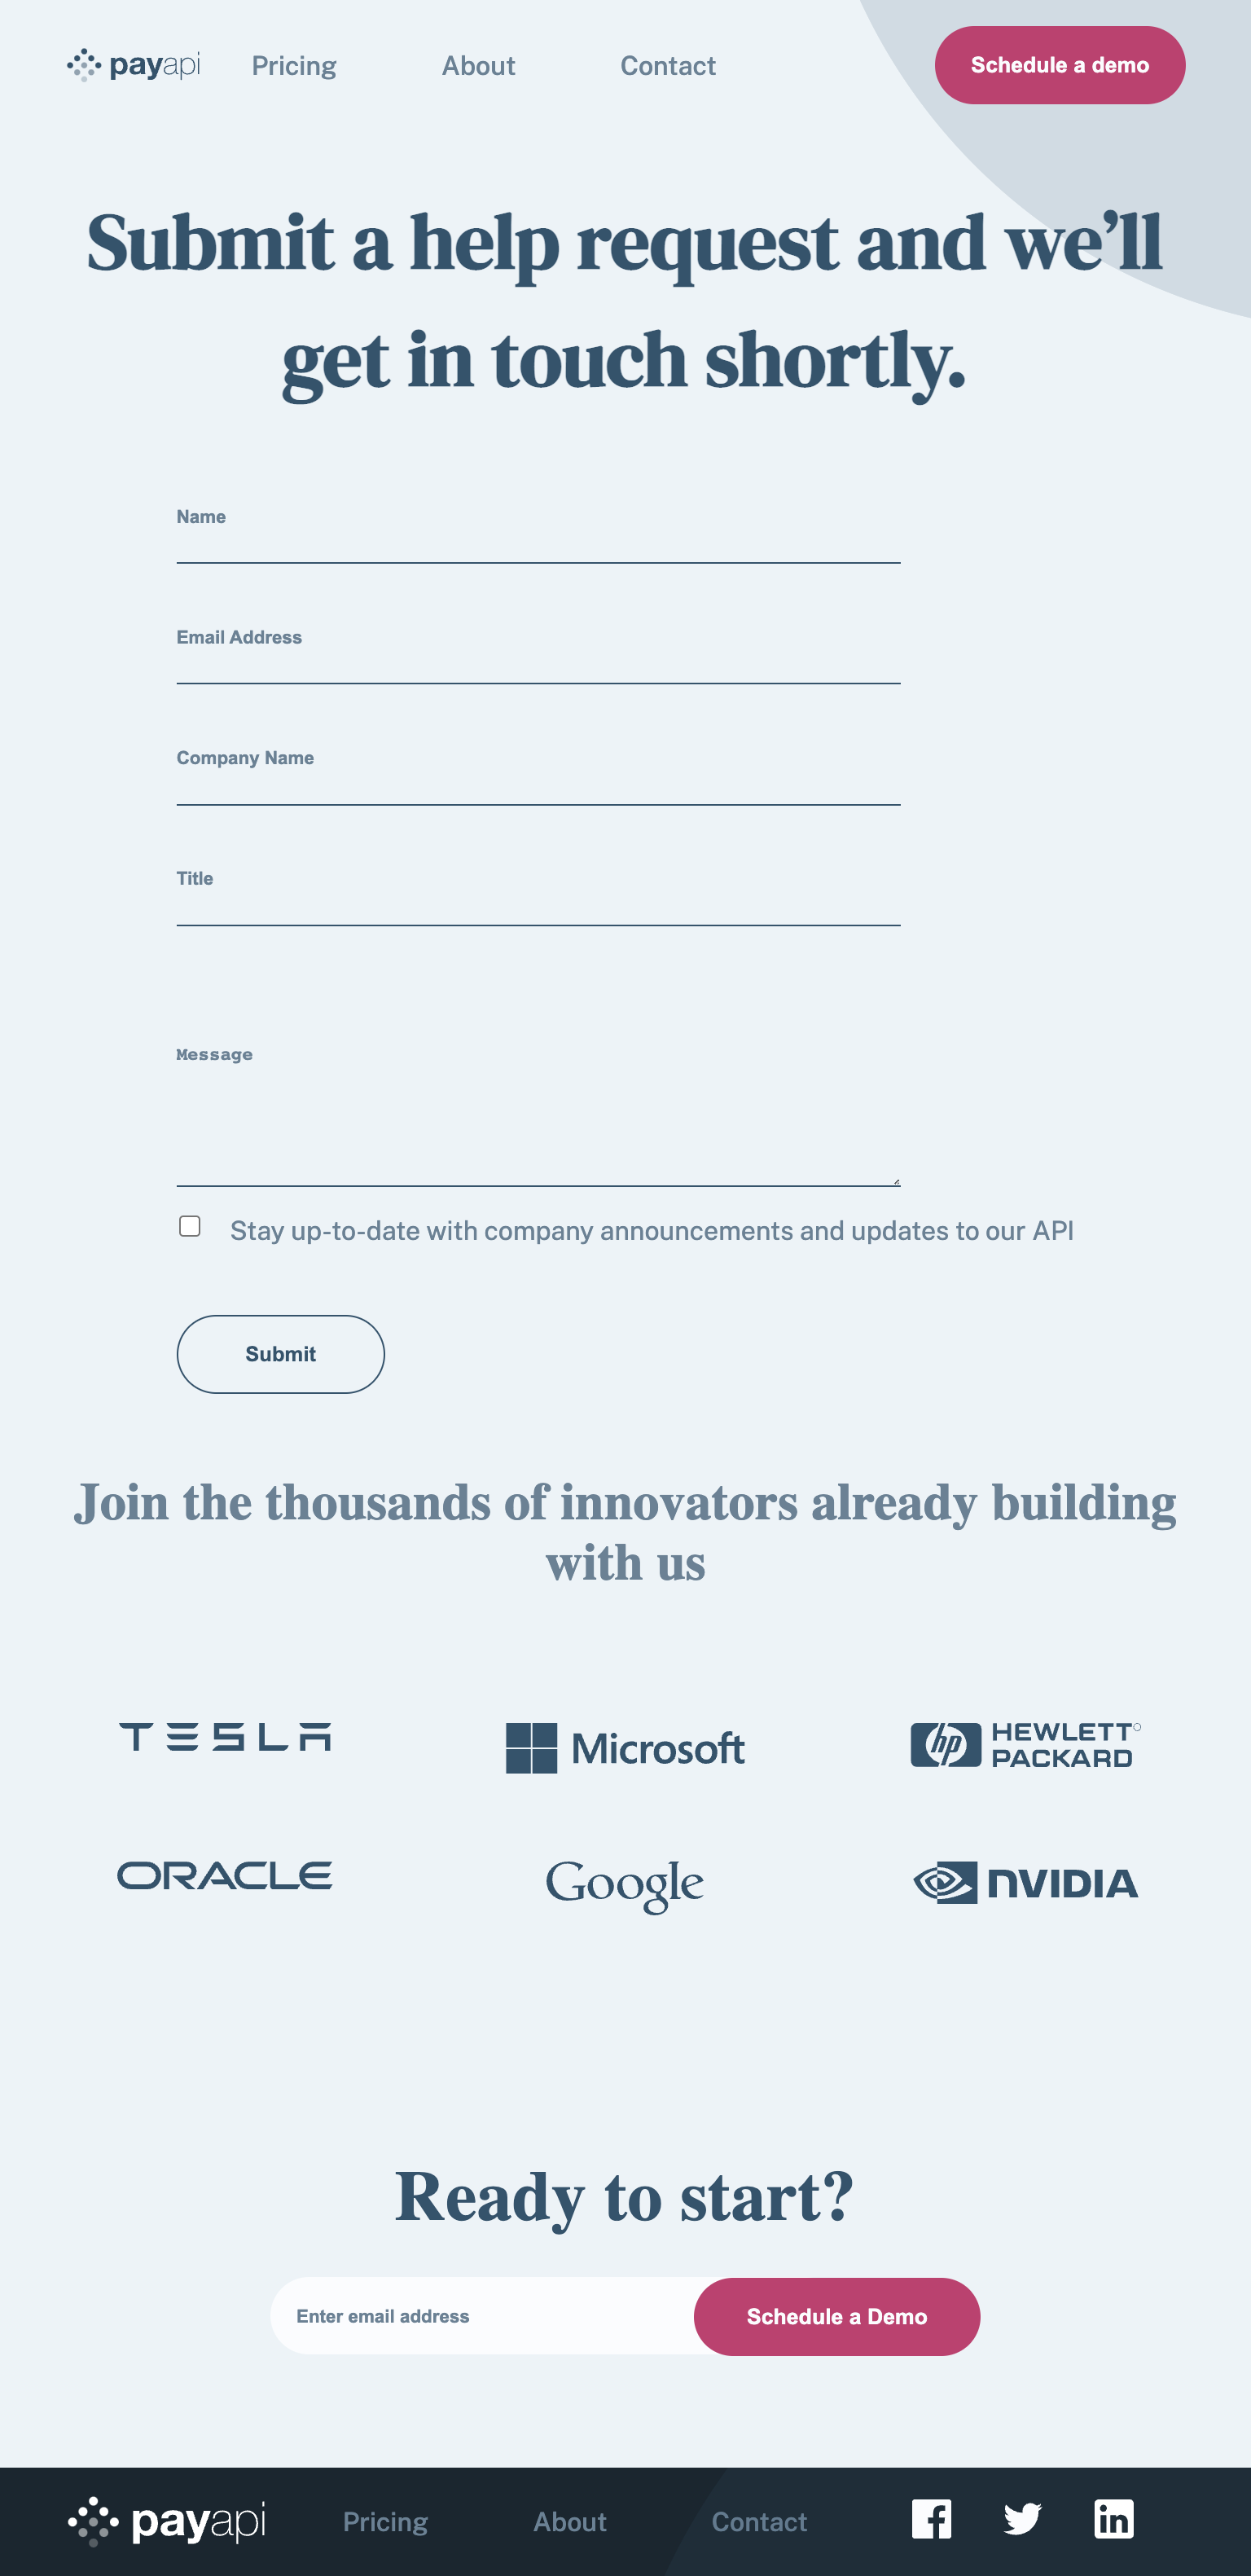 payapi
Pricing
About
Contact
Schedule a demo
Submit a help request and we’ll
get in touch shortly.
Name
Email Address
Company Name
Title
Message
Stay up-to-date with company announcements and updates to our API
Submit
Join the thousands of innovators already building
with us
TESLA
Microsoft
hp HEWLETT
PACKARD
ORACLE
Google
NVIDIA
Ready to start?
Enter email address
Schedule a Demo
payapi
Pricing
About
Contact